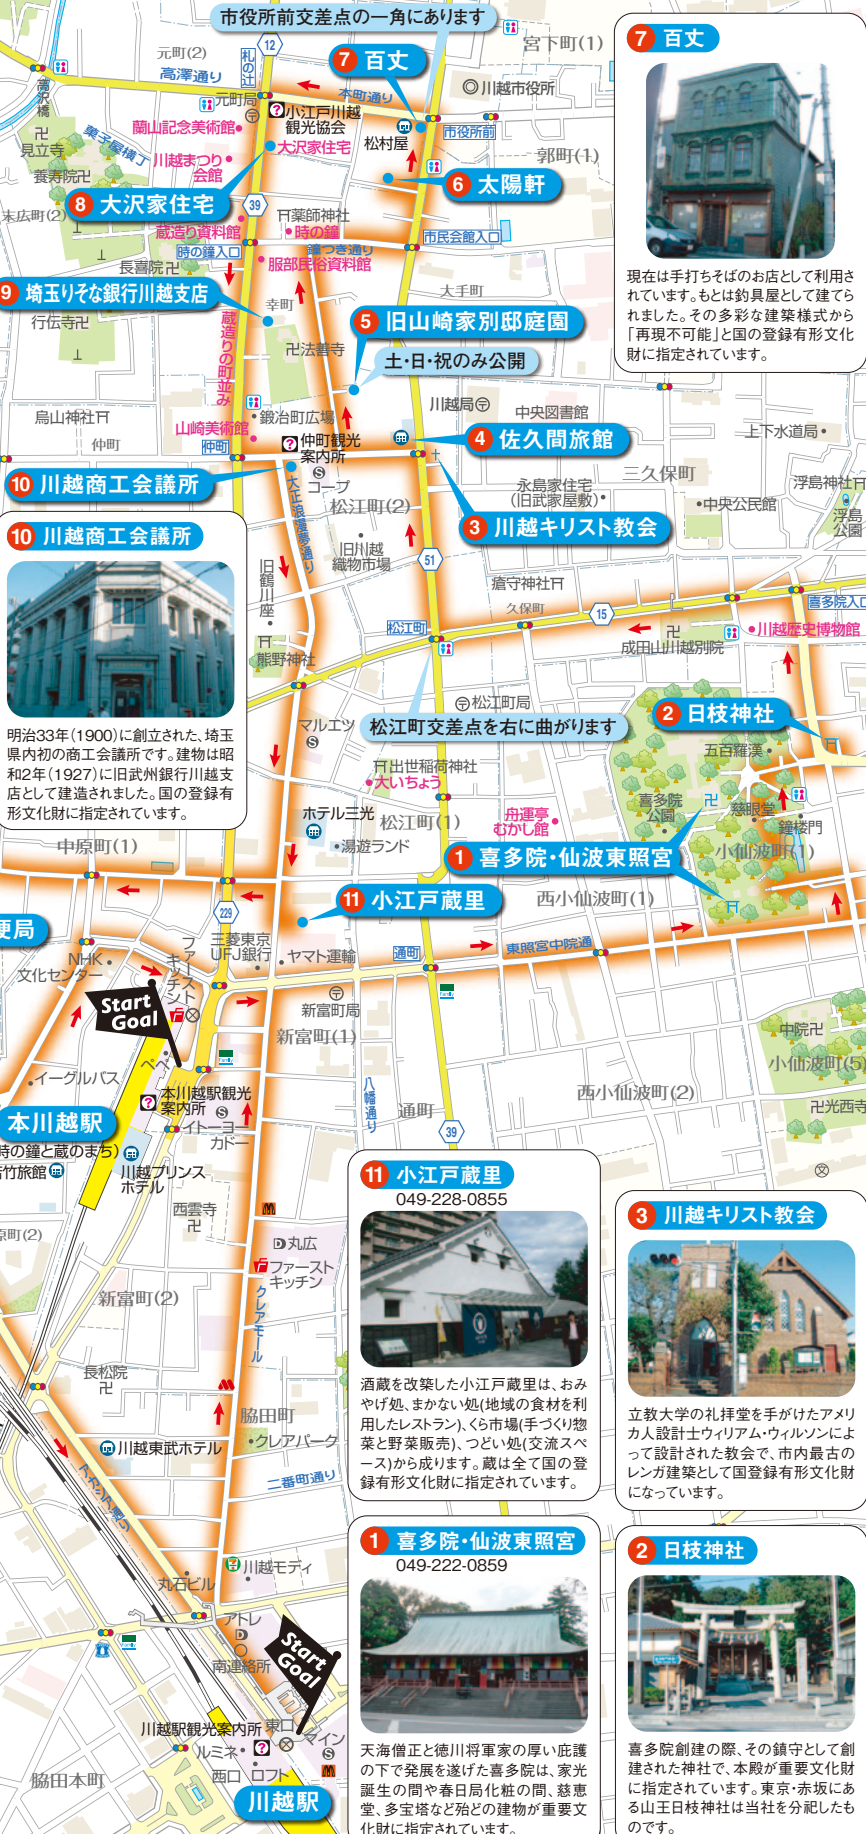 市役所前交差点の一角にあります
元町(2)
高澤通り
札の辻
12
宮下町(1)
7 百丈
本町通り
川越市役所
高沢橋
元町局
小江戸川越
観光協会
蘭山記念美術館
大沢家住宅
松村屋
市役所前
卍
見立寺
菓子屋横丁
養寿院卍
川越まつり
会館
郭町(1)
6 太陽軒
8 大沢家住宅
末広町(2)
39
蔵造り資料館
薬師神社
時の鐘
時の鐘入口
鐘つき通り
市民会館入口
服部民俗資料館
長喜院卍
大手町
9 埼玉りそな銀行川越支店
幸町
行伝寺卍
5 旧山崎家別邸庭園
土・日・祝のみ公開
蔵造りの町並み
卍法善寺
川越局
烏山神社
鍛冶町広場
中央図書館
上下水道局
仲町
山崎美術館
仲町
仲町観光
案内所
4 佐久間旅館
コープ
三久保町
浮島神社
10 川越商工会議所
大正浪漫夢通り
松江町(2)
永島家住宅
(旧武家屋敷)
中央公民館
浮島
公園
3 川越キリスト教会
旧川越
織物市場
旧鶴川座
51
瘡守神社
久保町
15
喜多院入口
松江町
熊野神社
卍
成田山川越別院
川越歴史博物館
松江町局
2 日枝神社
松江町交差点を右に曲がります
マルエツ
五百羅漢
出世稲荷神社
大いちょう
ホテル三光
松江町(1)
舟運亭
むかし館
喜多院
公園
卍
慈眼堂
鐘楼門
湯遊ランド
小仙波町(1)
中原町(1)
1 喜多院・仙波東照宮
11 小江戸蔵里
西小仙波町(1)
229
便局
三菱東京
UFJ銀行
ヤマト運輸
通町
東照宮中院通
NHK
文化センター
ファースト
キッチン
Start
Goal
新富町局
新富町(1)
中院卍
イーグルバス
ペペ
小仙波町(5)
本川越駅観光
案内所
八幡通り
通町
西小仙波町(2)
卍光西寺
本川越駅
イトーヨー
カドー
39
時の鐘と蔵のまち)
竹旅館
川越プリンス
ホテル
西雲寺
卍
原町(2)
丸広
ファースト
キッチン
新富町(2)
クレアモール
長松院
卍
脇田町
クレアパーク
川越東武ホテル
アカシア通り
二番町通り
丸石ビル
川越モディ
アトレ
南連絡所
Start
Goal
川越駅観光案内所
東口
マイン
ルミネ
西口
ロフト
脇田本町
川越駅
7 百丈
現在は手打ちそばのお店として利用さ
れています。もとは釣具屋として建てら
れました。その多彩な建築様式から
「再現不可能」と国の登録有形文化
財に指定されています。
10 川越商工会議所
明治33年(1900)に創立された、埼玉
県内初の商工会議所です。建物は昭
和2年(1927)に旧武州銀行川越支
店として建造されました。国の登録有
形文化財に指定されています。
11 小江戸蔵里
049-228-0855
酒蔵を改築した小江戸蔵里は、おみ
やげ処、まかない処(地域の食材を利
用したレストラン)、くら市場(手づくり惣
菜と野菜販売)、つどい処(交流スペ
ース)から成ります。蔵は全て国の登
録有形文化財に指定されています。
3 川越キリスト教会
立教大学の礼拝堂を手がけたアメリ
カ人設計士ウィリアム・ウィルソンによ
って設計された教会で、市内最古の
レンガ建築として国登録有形文化財
になっています。
1 喜多院・仙波東照宮
049-222-0859
天海僧正と徳川将軍家の厚い庇護
の下で発展を遂げた喜多院は、家光
誕生の間や春日局化粧の間、慈恵
堂、多宝塔など殆どの建物が重要文
化財に指定されています。
2 日枝神社
喜多院創建の際、その鎮守として創
建された神社で、本殿が重要文化財
に指定されています。東京・赤坂にあ
る山王日枝神社は当社を分祀したも
のです。